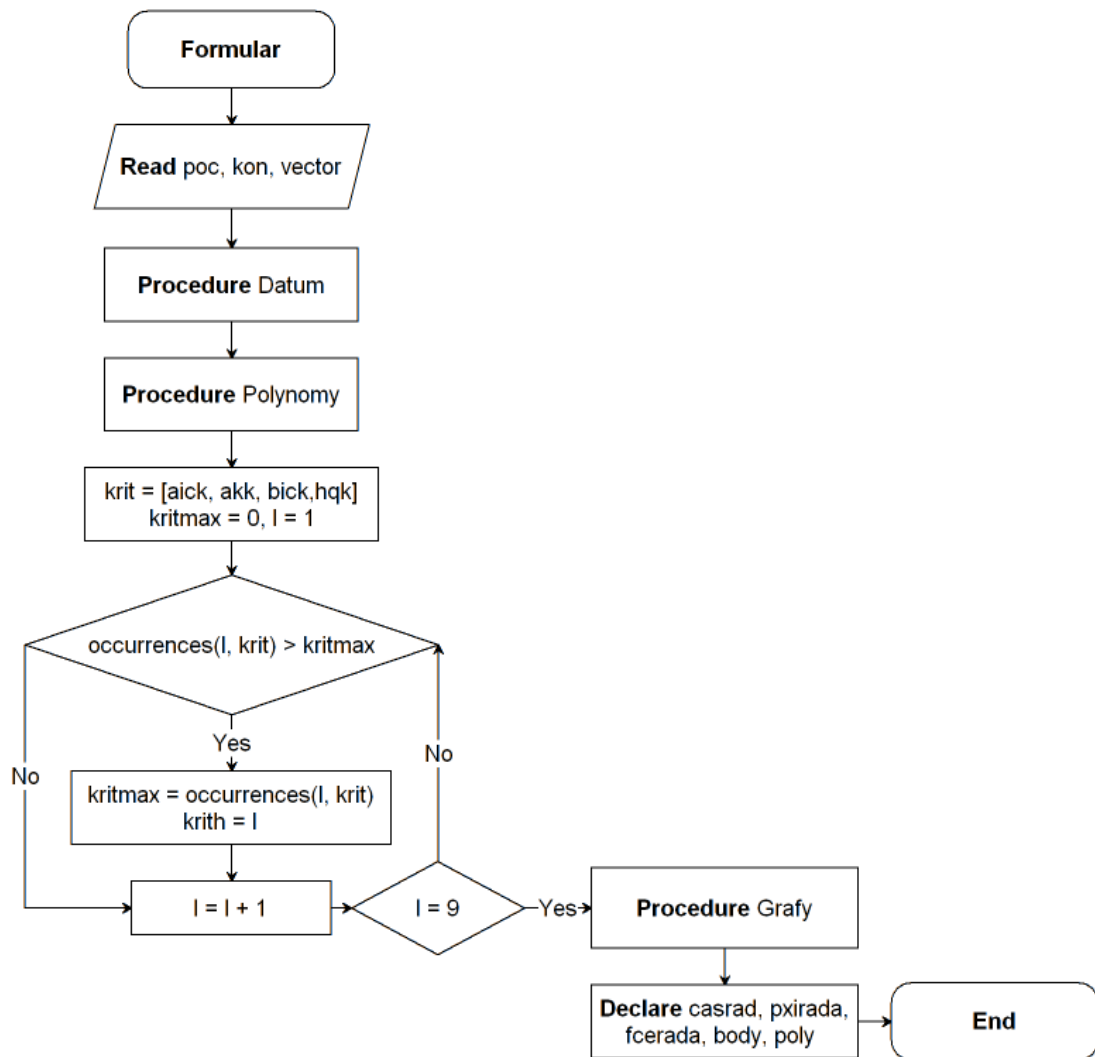 Formular
Read poc, kon, vector
Procedure Datum
Procedure Polynomy
krit = [aick, akk, bick,hqk]
kritmax = 0, I = 1
occurrences(I, krit) > kritmax
Yes
No
No
kritmax = occurrences(I, krit)
krith = I
I = I + 1
I = 9
Yes
Procedure Grafy
Declare casrad, pxirada,
fcerada, body, poly
End